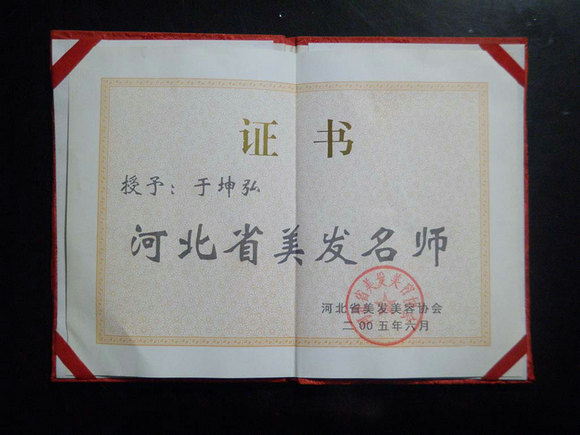 证书
授予：于坤弘
河北省美发名师
河北省美发美容协会
二00五年六月